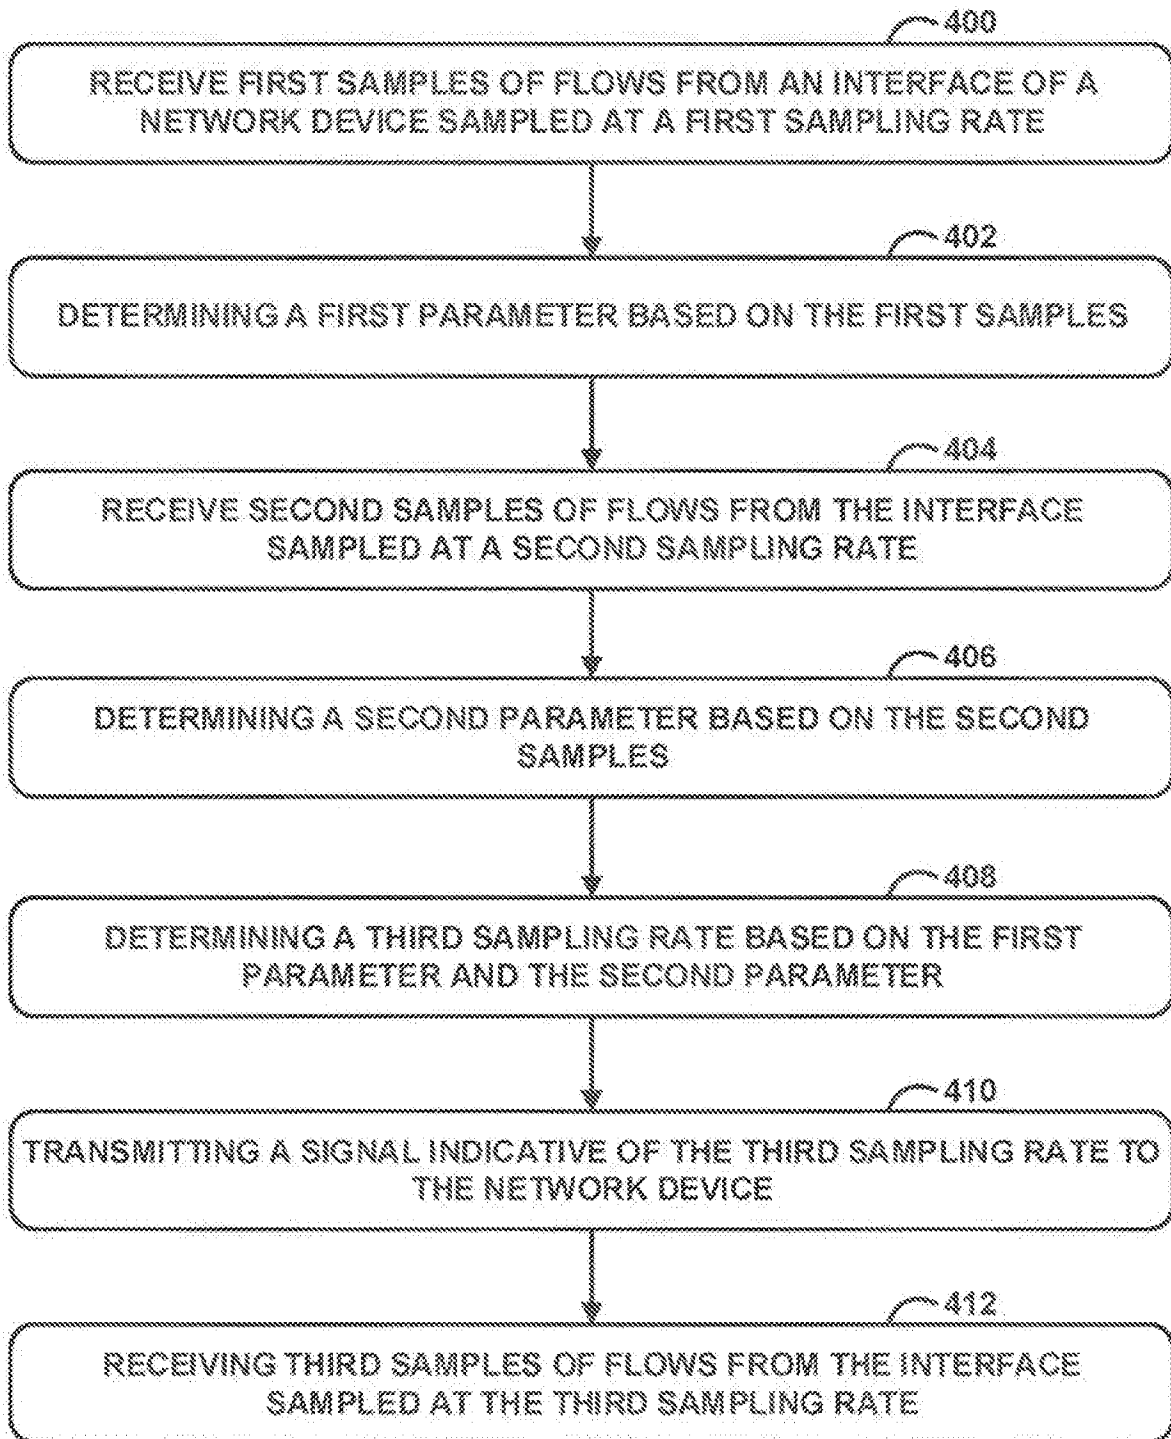 400
RECEIVE FIRST SAMPLES OF FLOWS FROM AN INTERFACE OF A
NETWORK DEVICE SAMPLED AT A FIRST SAMPLING RATE
402
DETERMINING A FIRST PARAMETER BASED ON THE FIRST SAMPLES
404
RECEIVE SECOND SAMPLES OF FLOWS FROM THE INTERFACE
SAMPLED AT A SECOND SAMPLING RATE
406
DETERMINING A SECOND PARAMETER BASED ON THE SECOND
SAMPLES
408
DETERMINING A THIRD SAMPLING RATE BASED ON THE FIRST
PARAMETER AND THE SECOND PARAMETER
410
TRANSMITTING A SIGNAL INDICATIVE OF THE THIRD SAMPLING RATE TO
THE NETWORK DEVICE
412
RECEIVING THIRD SAMPLES OF FLOWS FROM THE INTERFACE
SAMPLED AT THE THIRD SAMPLING RATE